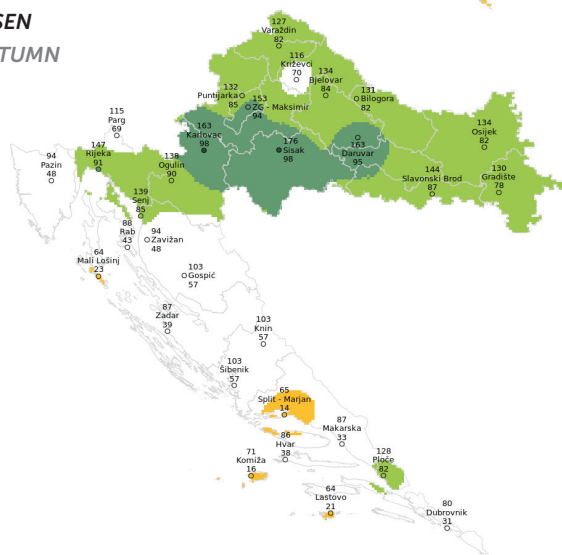 SEN
TUMN
127
Varaždin
82
116
Križevci
70
134
Bjelovar
84
132
Puntijarka
85
153
ZG - Maksimir
94
131
Bilogora
82
115
Parg
69
163
Karlovac
98
176
Sisak
98
163
Daruvar
95
134
Osijek
82
94
Pazin
48
147
Rijeka
91
138
Ogulin
90
144
Slavonski Brod
87
130
Gradište
78
139
Senj
85
88
Rab
43
94
Zavižan
48
64
Mali Lošinj
23
103
Gospić
57
87
Zadar
39
103
Knin
57
103
Šibenik
57
65
Split - Marjan
14
87
Makarska
33
86
Hvar
38
71
Komiža
16
128
Ploče
82
64
Lastovo
21
80
Dubrovnik
31